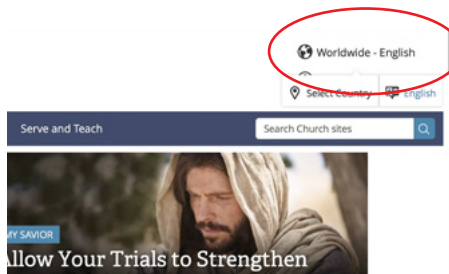 Worldwide - English
Select Country English
Serve and Teach
Search Church sites
MY SAVIOR
Allow Your Trials to Strengthen